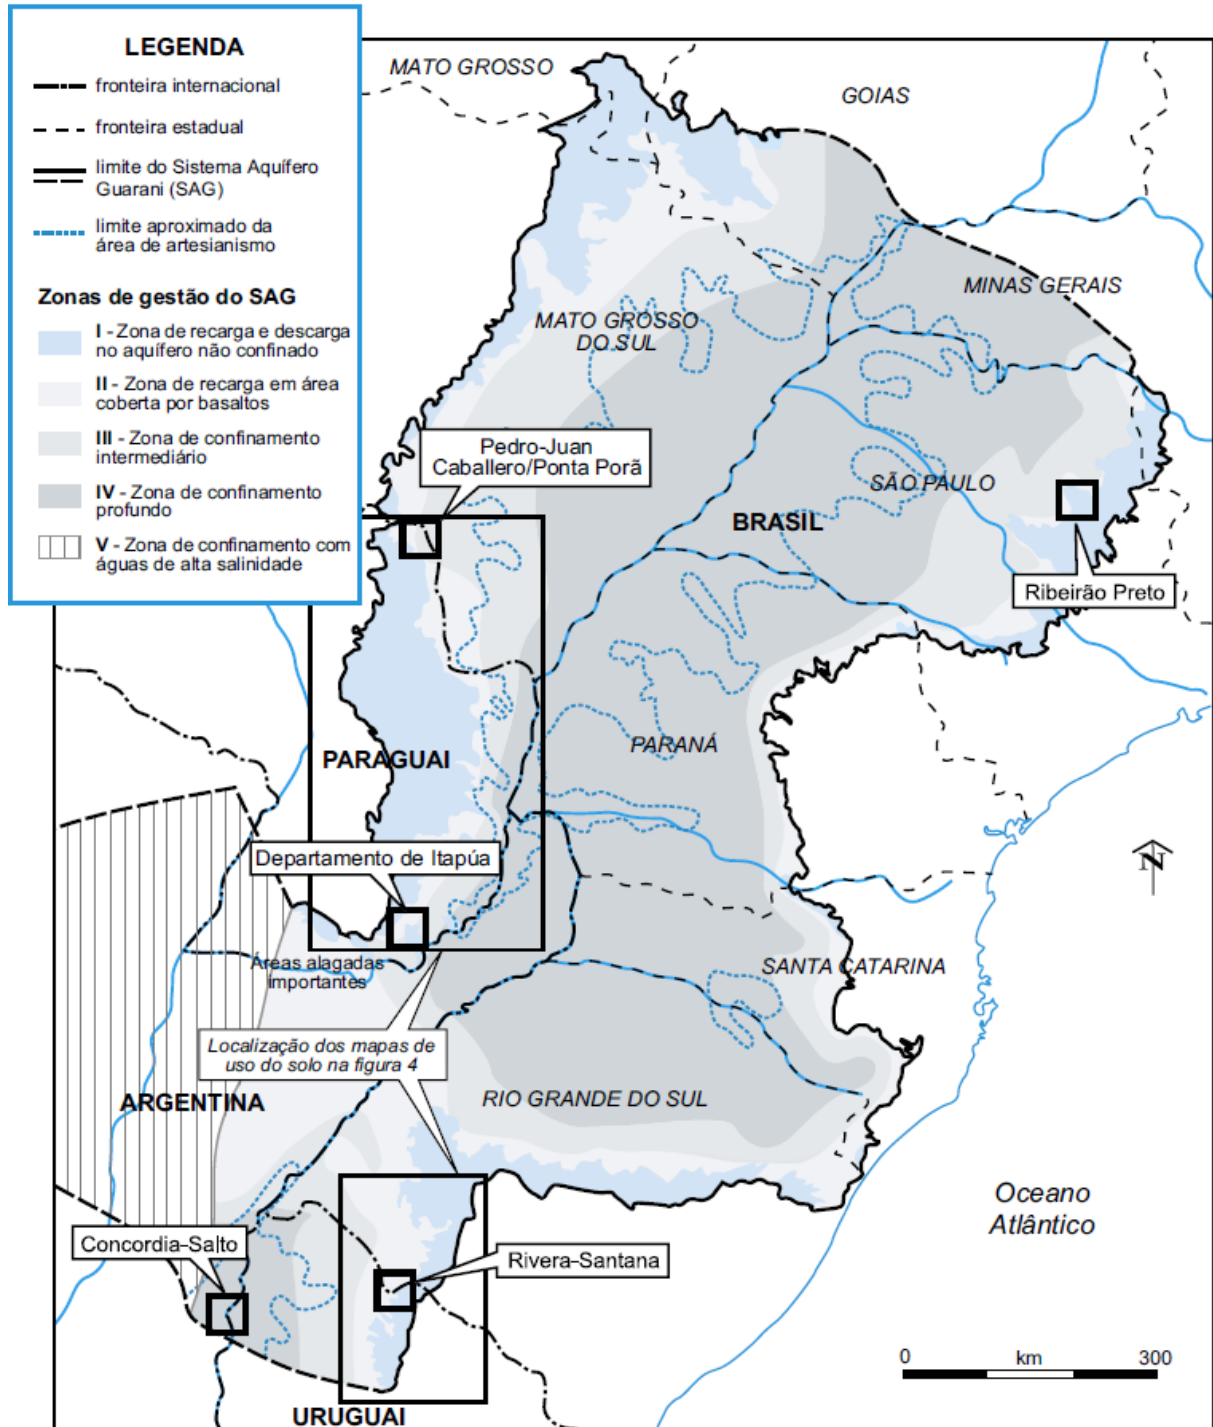 LEGENDA
fronteira internacional
fronteira estadual
limite do Sistema Aquífero
Guarani (SAG)
limite aproximado da
área de artesianismo
Zonas de gestão do SAG
I - Zona de recarga e descarga
no aquífero não confinado
II - Zona de recarga em área
coberta por basaltos
III - Zona de confinamento
intermediário
IV - Zona de confinamento
profundo
V - Zona de confinamento com
águas de alta salinidade
MATO GROSSO
GOIAS
MINAS GERAIS
MATO GROSSO
DO SUL
Pedro-Juan
Caballero/Ponta Porã
SÃO PAULO
BRASIL
Ribeirão Preto
PARANÁ
PARAGUAI
Departamento de Itapúa
N
Áreas alagadas
importantes
SANTA CATARINA
Localização dos mapas de
uso do solo na figura 4
ARGENTINA
RIO GRANDE DO SUL
Oceano
Atlântico
Concordia-Salto
Rivera-Santana
0 km 300
URUGUAI